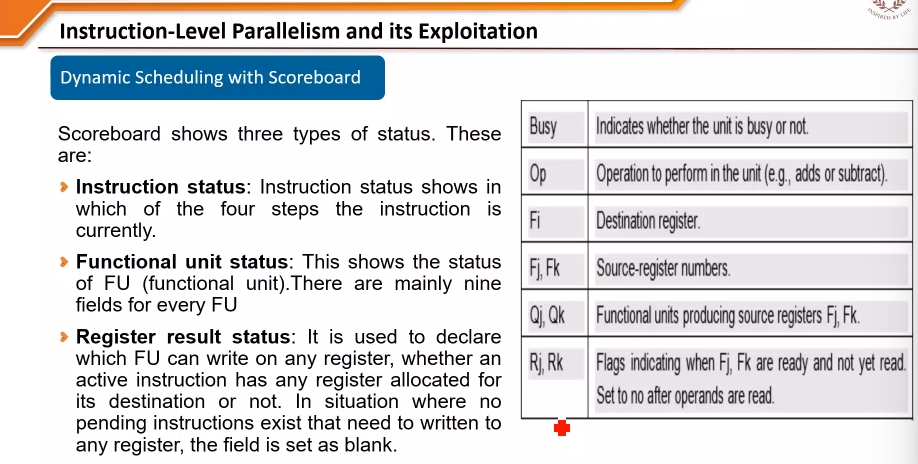 INSPIRED BY LIFE
Instruction-Level Parallelism and its Exploitation
Dynamic Scheduling with Scoreboard
Scoreboard shows three types of status. These
are:
Instruction status: Instruction status shows in
which of the four steps the instruction is
currently.
Functional unit status: This shows the status
of FU (functional unit).There are mainly nine
fields for every FU
Register result status: It is used to declare
which FU can write on any register, whether an
active instruction has any register allocated for
its destination or not. In situation where no
pending instructions exist that need to written to
any register, the field is set as blank.
Busy Indicates whether the unit is busy or not.
Op Operation to perform in the unit (e.g., adds or subtract).
Fi Destination register.
Fj, Fk Source-register numbers.
Qj, Qk Functional units producing source registers Fj, Fk.
Rj, Rk Flags indicating when Fj, Fk are ready and not yet read.
Set to no after operands are read.